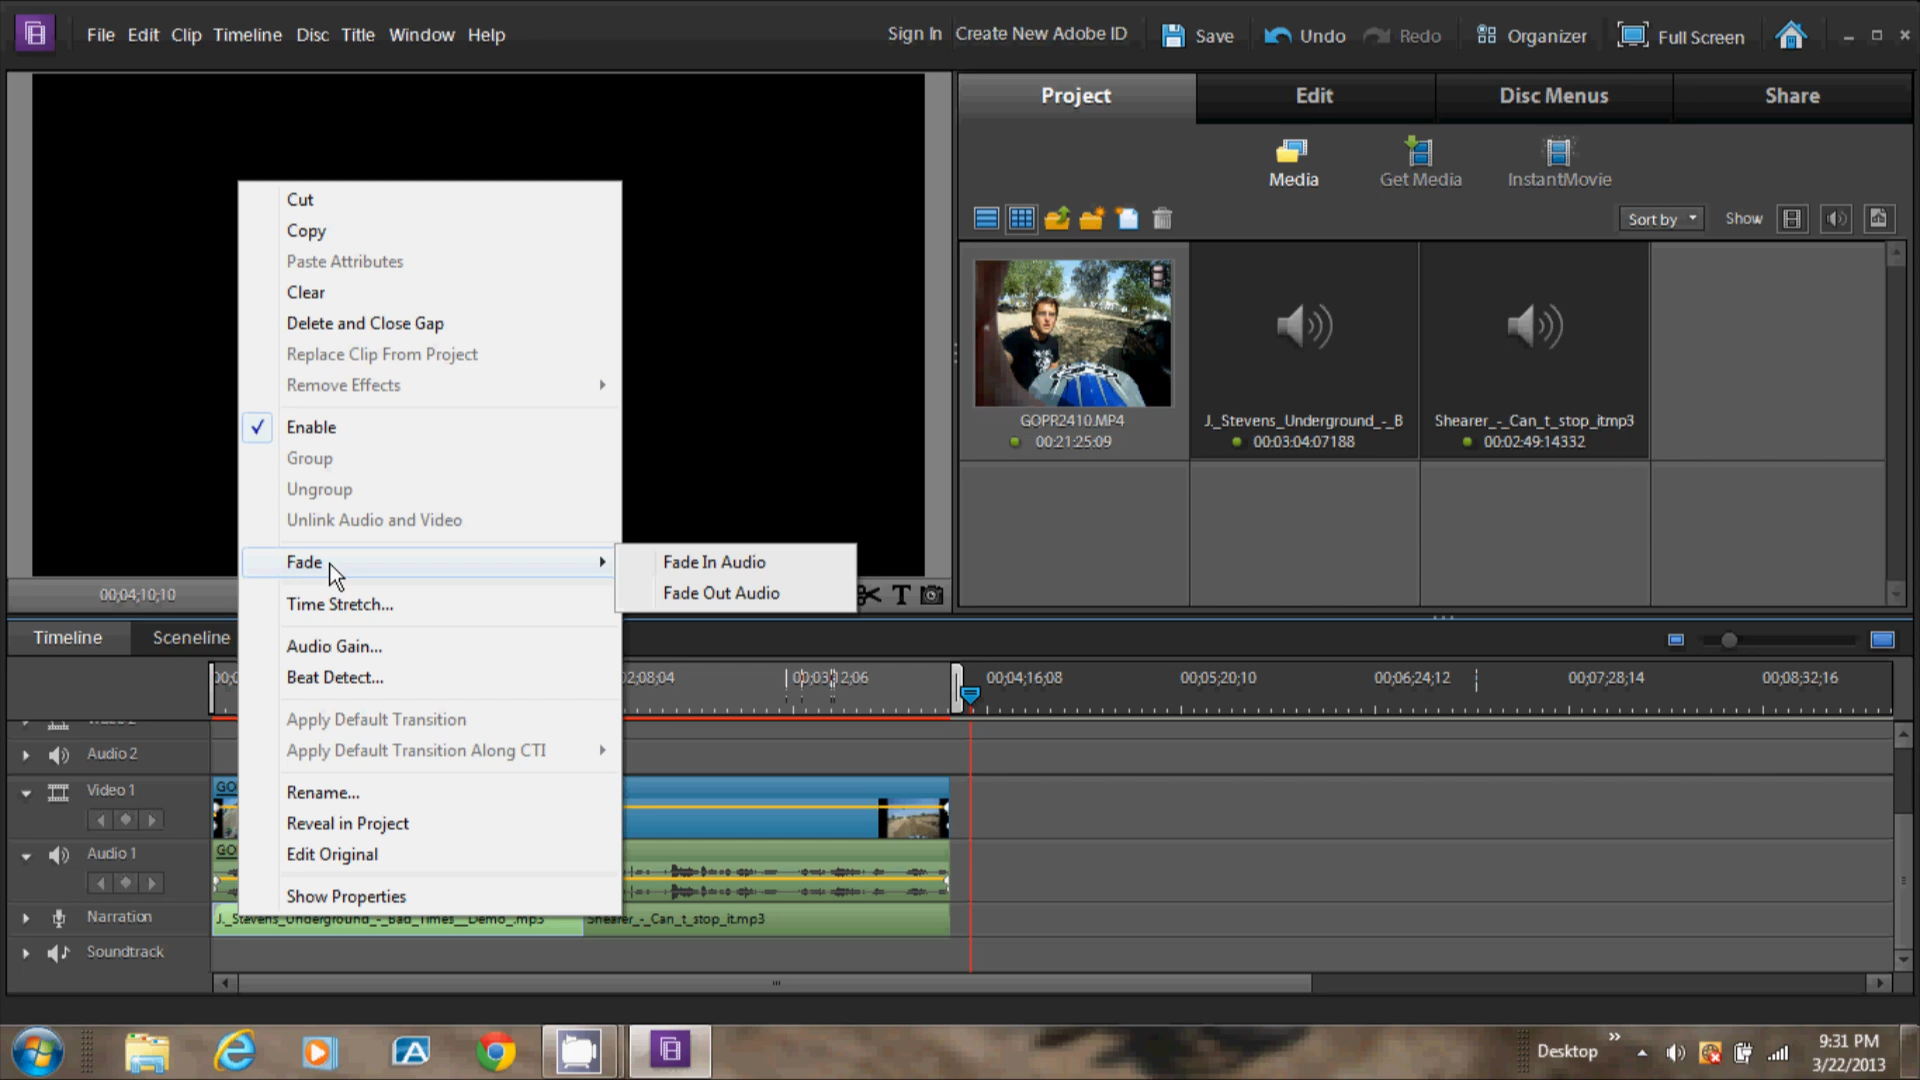 File Edit Clip Timeline Disc Title Window Help
Sign In Create New Adobe ID Save Undo Redo Organizer Full Screen
Project Edit Disc Menus Share
Media Get Media InstantMovie
Sort by Show
GOPR2410.MP4
00:21:25:09
J._Stevens_Underground_-_B
00:03:04:07188
Shearer_-_Can_t_stop_itmp3
00:02:49:14332
Cut
Copy
Paste Attributes
Clear
Delete and Close Gap
Replace Clip From Project
Remove Effects
Enable
Group
Ungroup
Unlink Audio and Video
Fade
Time Stretch...
Audio Gain...
Beat Detect...
Apply Default Transition
Apply Default Transition Along CTI
Rename...
Reveal in Project
Edit Original
Show Properties
Fade In Audio
Fade Out Audio
00;04;10;10
T
Timeline Sceneline
00;03;12;06 00;04;16;08 00;05;20;10 00;06;24;12 00;07;28;14 00;08;32;16
Audio 2
Video 1
GO
Audio 1
GO
Narration
J._Stevens_Underground_-_Bad_Times__Demo_.mp3
Shearer_-_Can_t_stop_it.mp3
Soundtrack
Desktop
9:31 PM
3/22/2013